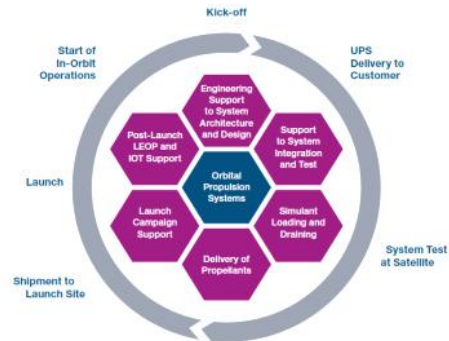 Kick-off
UPS
Delivery to
Customer
System Test
at Satellite
Shipment to
Launch Site
Launch
Start of
In-Orbit
Operations
Engineering
Support
to System
Architecture
and Design
Support
to System
Integration
and Test
Simulant
Loading and
Draining
Delivery of
Propellants
Launch
Campaign
Support
Post-Launch
LEOP and
IOT Support
Orbital
Propulsion
Systems